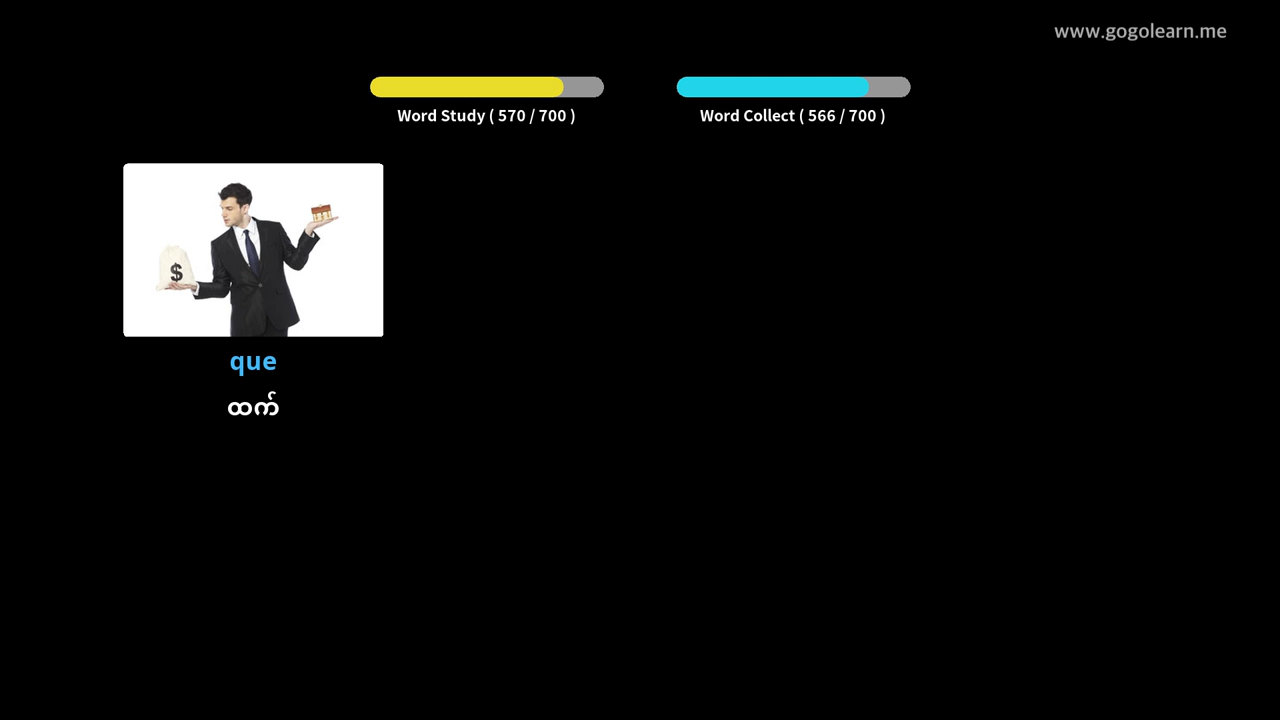 www.gogolearn.me
Word Study ( 570 / 700 )
Word Collect ( 566 / 700 )
$
que
ထက်